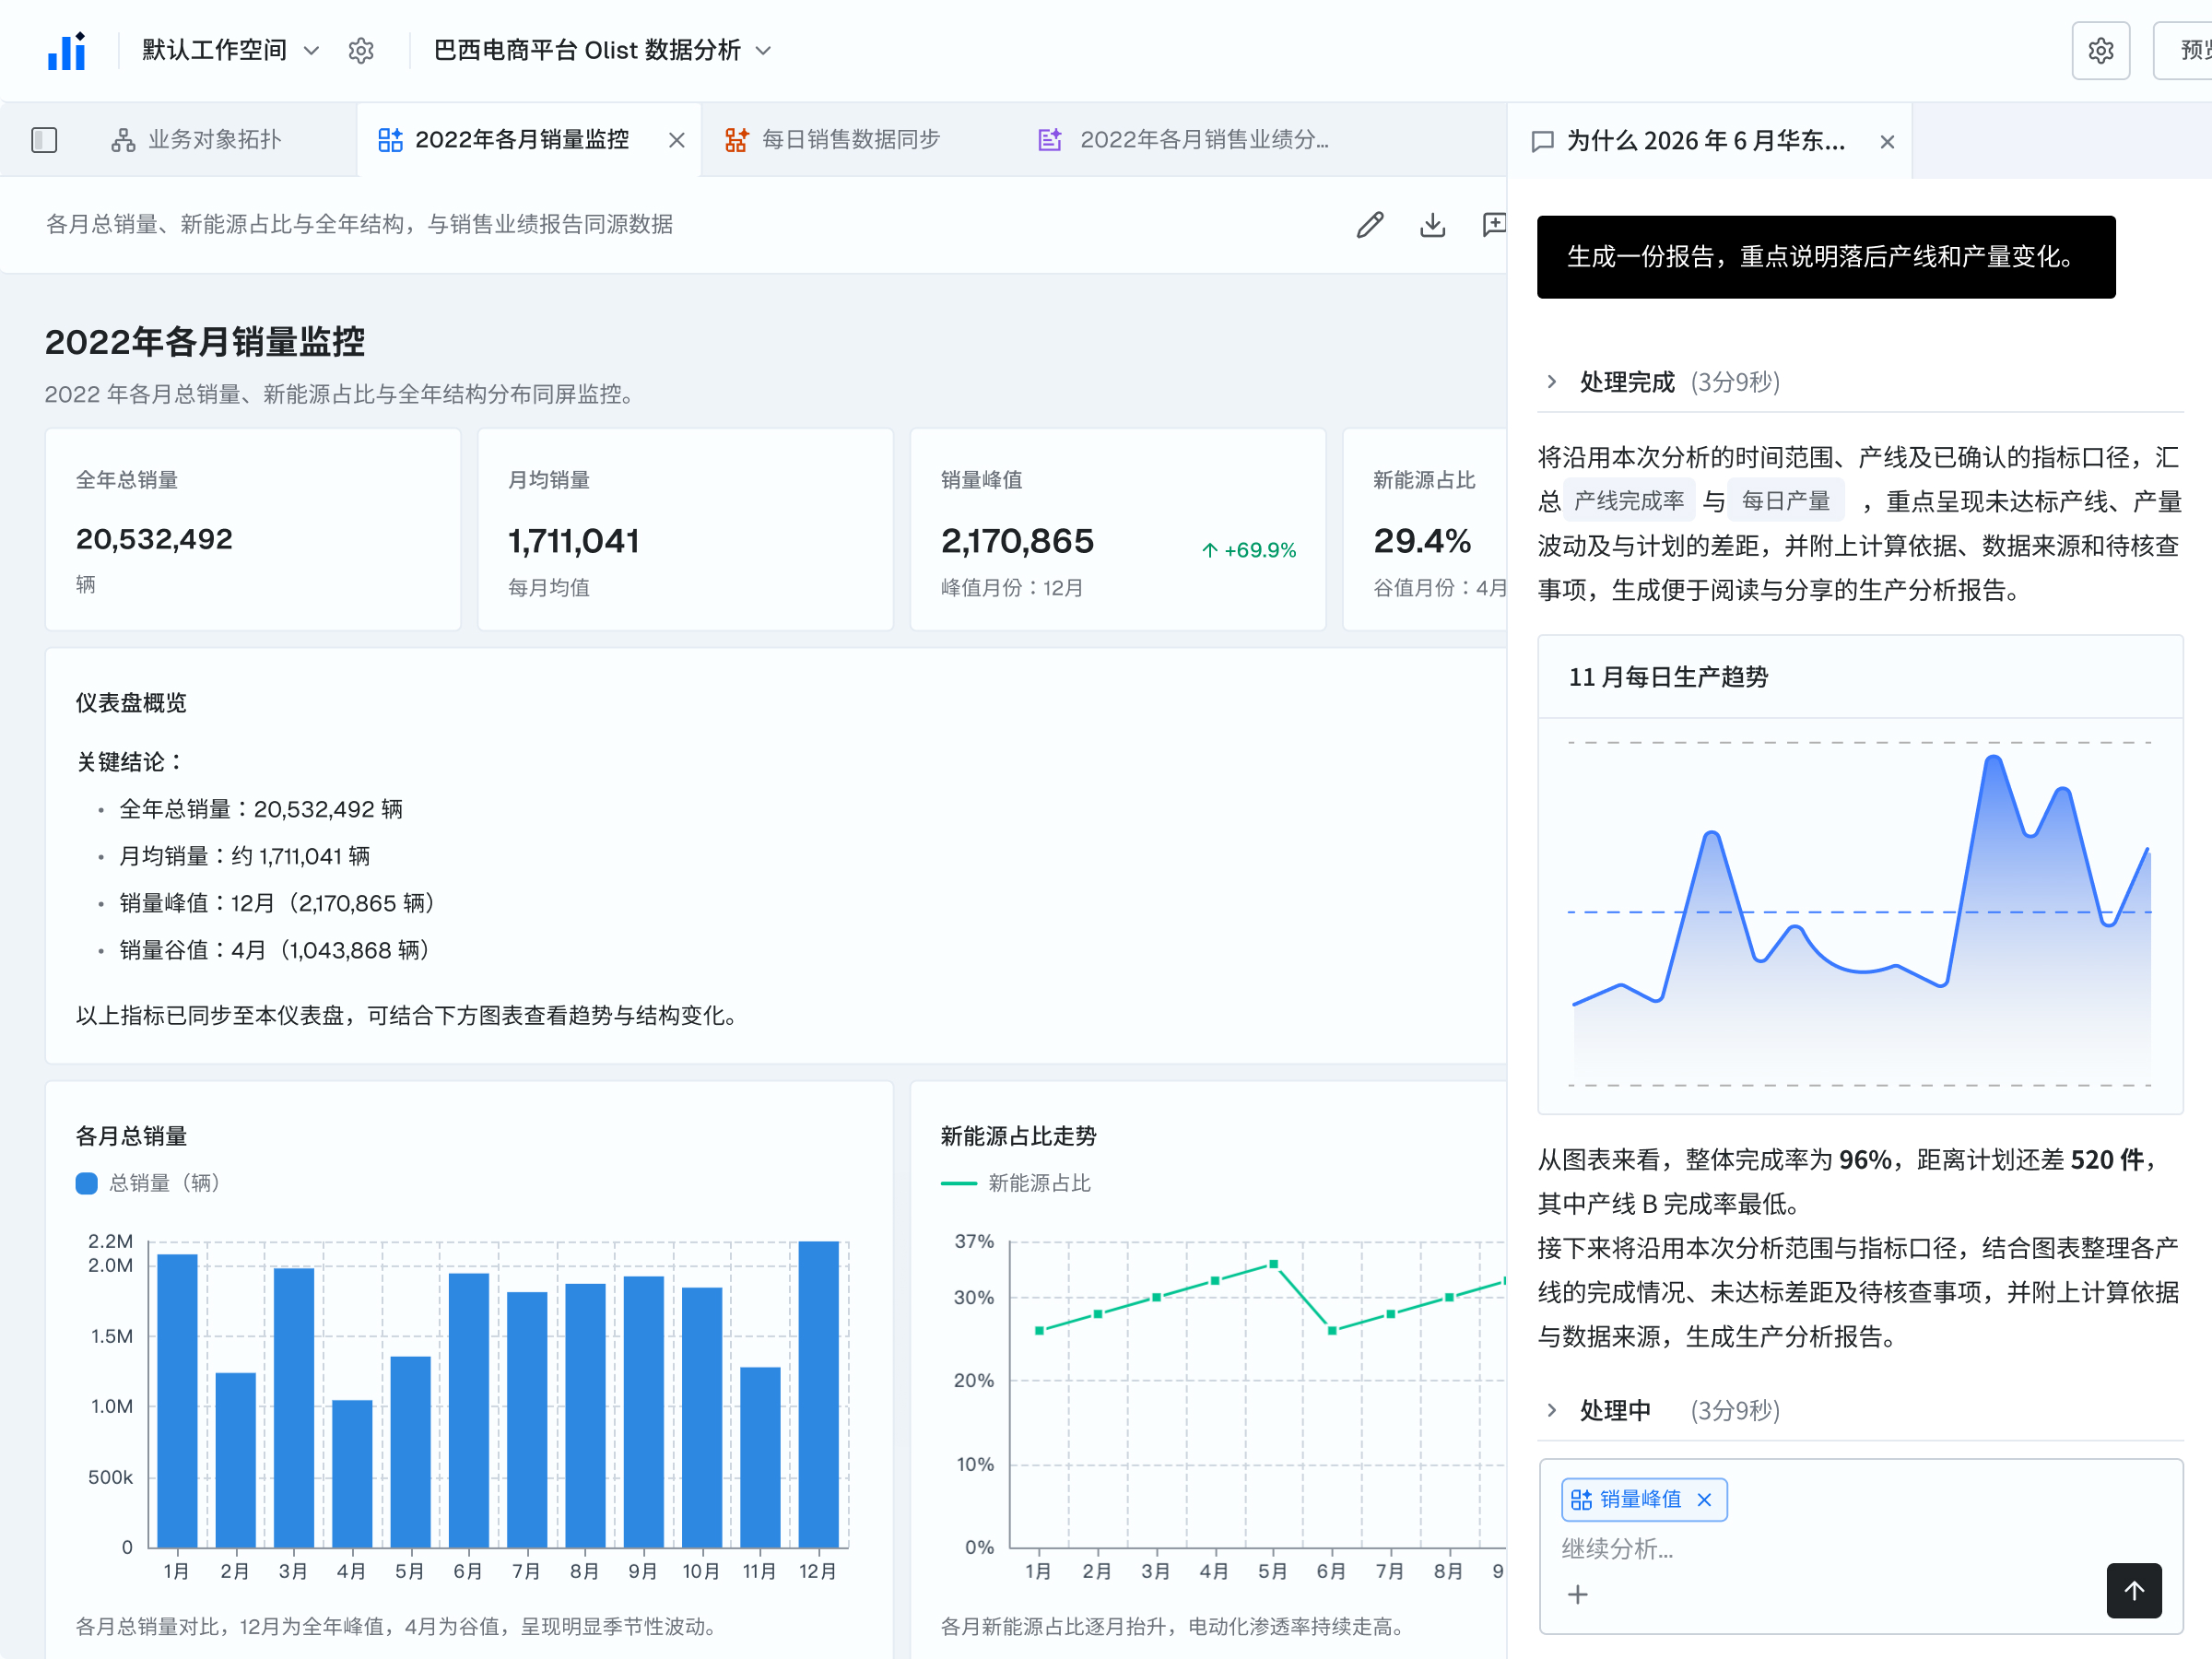 默认工作空间
巴西电商平台 Olist 数据分析
业务对象拓扑
2022年各月销量监控
每日销售数据同步
2022年各月销售业绩分...
各月总销量、新能源占比与全年结构，与销售业绩报告同源数据
2022年各月销量监控
2022 年各月总销量、新能源占比与全年结构分布同屏监控。
全年总销量
20,532,492
辆
月均销量
1,711,041
每月均值
销量峰值
2,170,865
+69.9%
峰值月份：12月
新能源占比
29.4%
谷值月份：4月
仪表盘概览
关键结论：
• 全年总销量：20,532,492 辆
• 月均销量：约 1,711,041 辆
• 销量峰值：12月（2,170,865 辆）
• 销量谷值：4月（1,043,868 辆）
以上指标已同步至本仪表盘，可结合下方图表查看趋势与结构变化。
各月总销量
总销量（辆）
2.2M
2.0M
1.5M
1.0M
500k
0
1月 2月 3月 4月 5月 6月 7月 8月 9月 10月 11月 12月
各月总销量对比，12月为全年峰值，4月为谷值，呈现明显季节性波动。
新能源占比走势
新能源占比
37%
30%
20%
10%
0%
1月 2月 3月 4月 5月 6月 7月 8月 9
各月新能源占比逐月抬升，电动化渗透率持续走高。
为什么 2026 年 6 月华东...
生成一份报告，重点说明落后产线和产量变化。
处理完成 (3分9秒)
将沿用本次分析的时间范围、产线及已确认的指标口径，汇
总 产线完成率 与 每日产量 ，重点呈现未达标产线、产量
波动及与计划的差距，并附上计算依据、数据来源和待核查
事项，生成便于阅读与分享的生产分析报告。
11 月每日生产趋势
从图表来看，整体完成率为 96%，距离计划还差 520 件，
其中产线 B 完成率最低。
接下来将沿用本次分析范围与指标口径，结合图表整理各产
线的完成情况、未达标差距及待核查事项，并附上计算依据
与数据来源，生成生产分析报告。
处理中 (3分9秒)
销量峰值
继续分析...